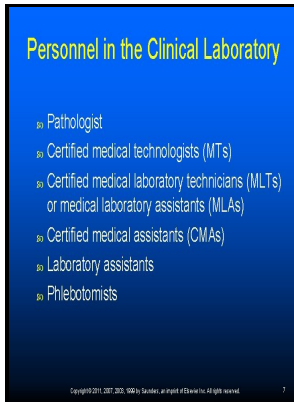 Personnel in the Clinical Laboratory
Pathologist
Certified medical technologists (MTs)
Certified medical laboratory technicians (MLTs)
or medical laboratory assistants (MLAs)
Certified medical assistants (CMAs)
Laboratory assistants
Phlebotomists
Copyright © 2011, 2007, 2003, 1999 by Saunders, an imprint of Elsevier Inc. All rights reserved.
7